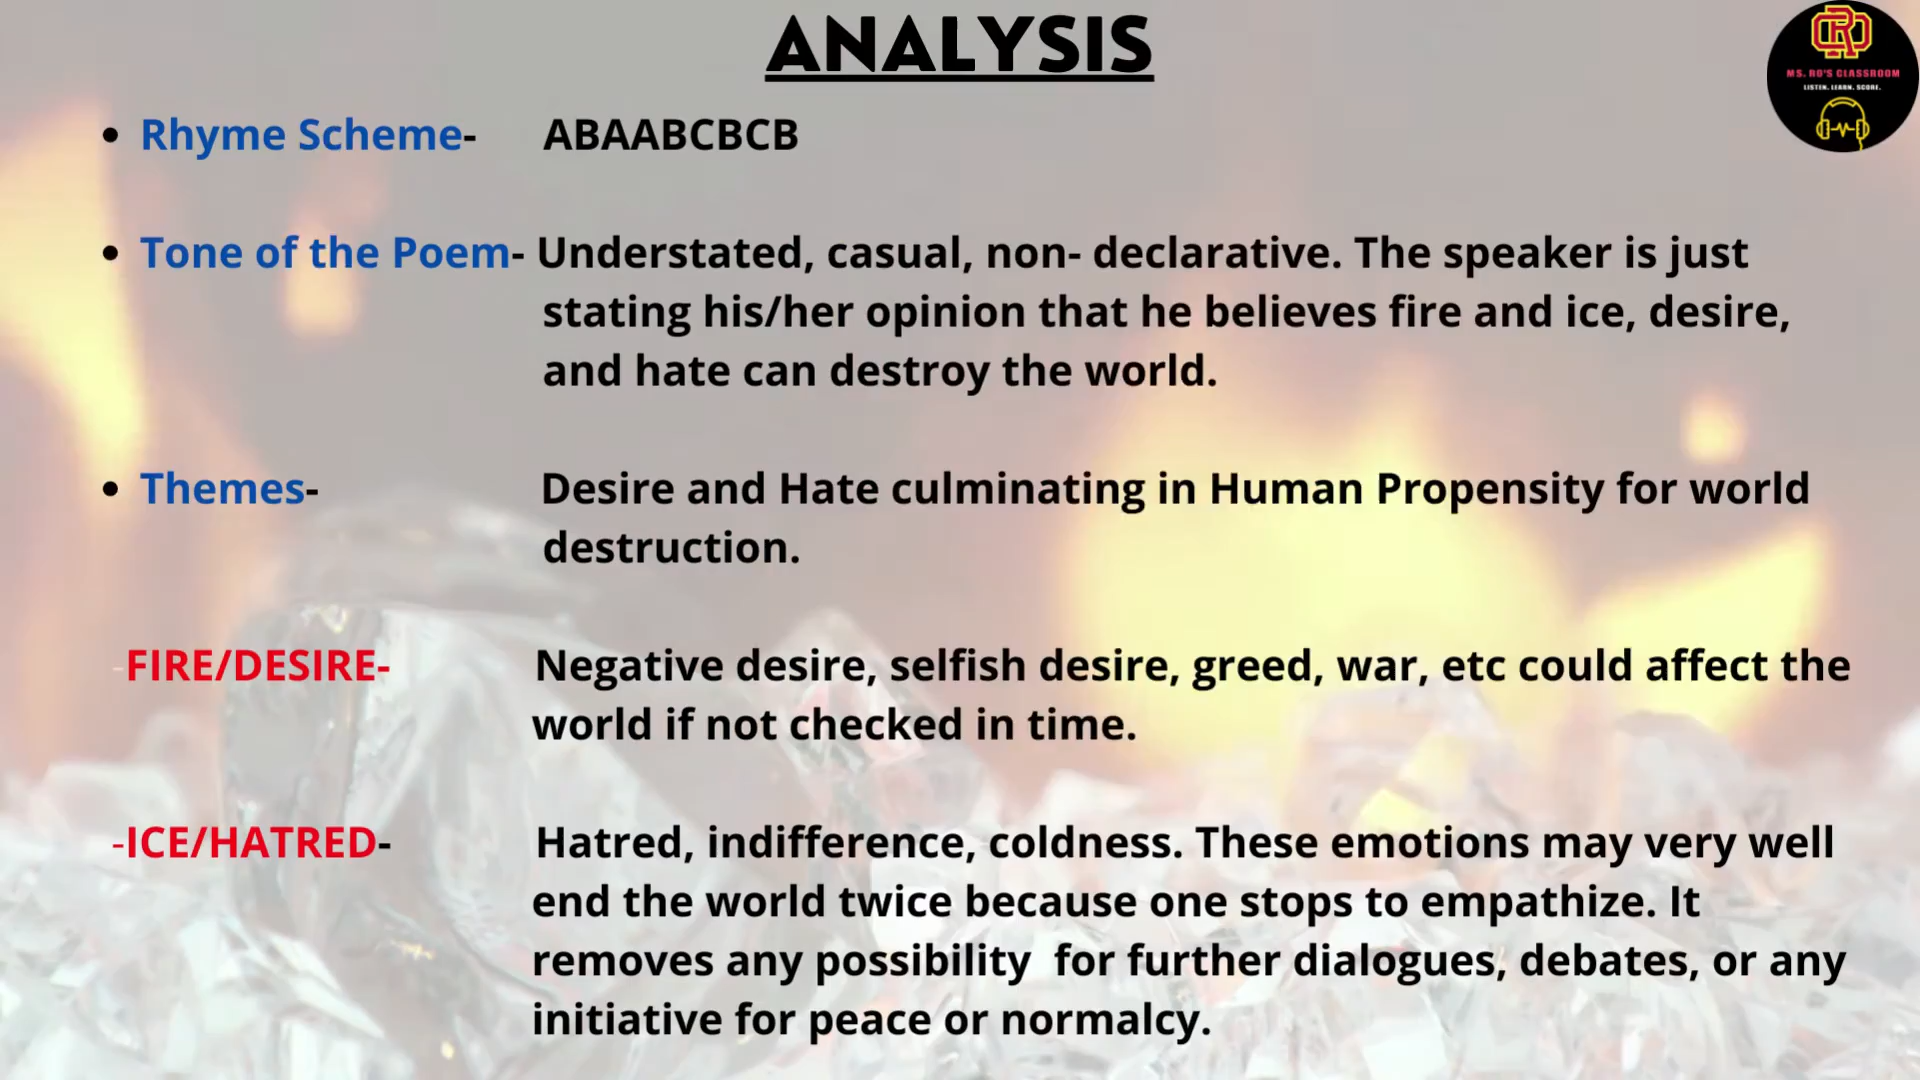 ANALYSIS
MS. RO'S CLASSROOM
LISTEN. LEARN. SCORE.
• Rhyme Scheme- ABAABCBCB
• Tone of the Poem- Understated, casual, non- declarative. The speaker is just
stating his/her opinion that he believes fire and ice, desire,
and hate can destroy the world.
• Themes- Desire and Hate culminating in Human Propensity for world
destruction.
-FIRE/DESIRE- Negative desire, selfish desire, greed, war, etc could affect the
world if not checked in time.
-ICE/HATRED- Hatred, indifference, coldness. These emotions may very well
end the world twice because one stops to empathize. It
removes any possibility  for further dialogues, debates, or any
initiative for peace or normalcy.